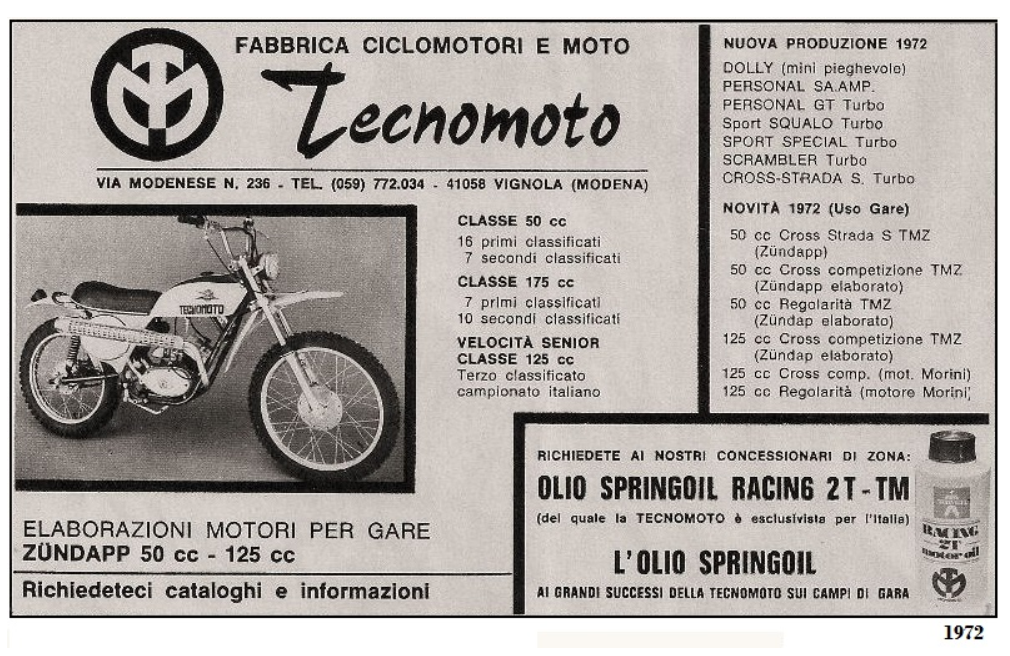 FABBRICA CICLOMOTORI E MOTO
Tecnomoto
VIA MODENESE N. 236 - TEL. (059) 772.034 - 41058 VIGNOLA (MODENA)
TECNOMOTO
CLASSE 50 cc
16 primi classificati
7 secondi classificati
CLASSE 175 cc
7 primi classificati
10 secondi classificati
VELOCITÀ SENIOR
CLASSE 125 cc
Terzo classificato
campionato italiano
NUOVA PRODUZIONE 1972
DOLLY (mini pieghevole)
PERSONAL SA.AMP.
PERSONAL GT Turbo
Sport SQUALO Turbo
SPORT SPECIAL Turbo
SCRAMBLER Turbo
CROSS-STRADA S. Turbo
NOVITÀ 1972 (Uso Gare)
50 cc Cross Strada S TMZ
(Zündapp)
50 cc Cross competizione TMZ
(Zündapp elaborato)
50 cc Regolarità TMZ
(Zündap elaborato)
125 cc Cross competizione TMZ
(Zündap elaborato)
125 cc Cross comp. (mot. Morini)
125 cc Regolarità (motore Morini)
ELABORAZIONI MOTORI PER GARE
ZÜNDAPP 50 cc - 125 cc
Richiedeteci cataloghi e informazioni
RICHIEDETE AI NOSTRI CONCESSIONARI DI ZONA:
OLIO SPRINGOIL RACING 2T-TM
(del quale la TECNOMOTO è esclusivista per l'Italia)
L'OLIO SPRINGOIL
AI GRANDI SUCCESSI DELLA TECNOMOTO SUI CAMPI DI GARA
RACING
2T
motor oil
1972